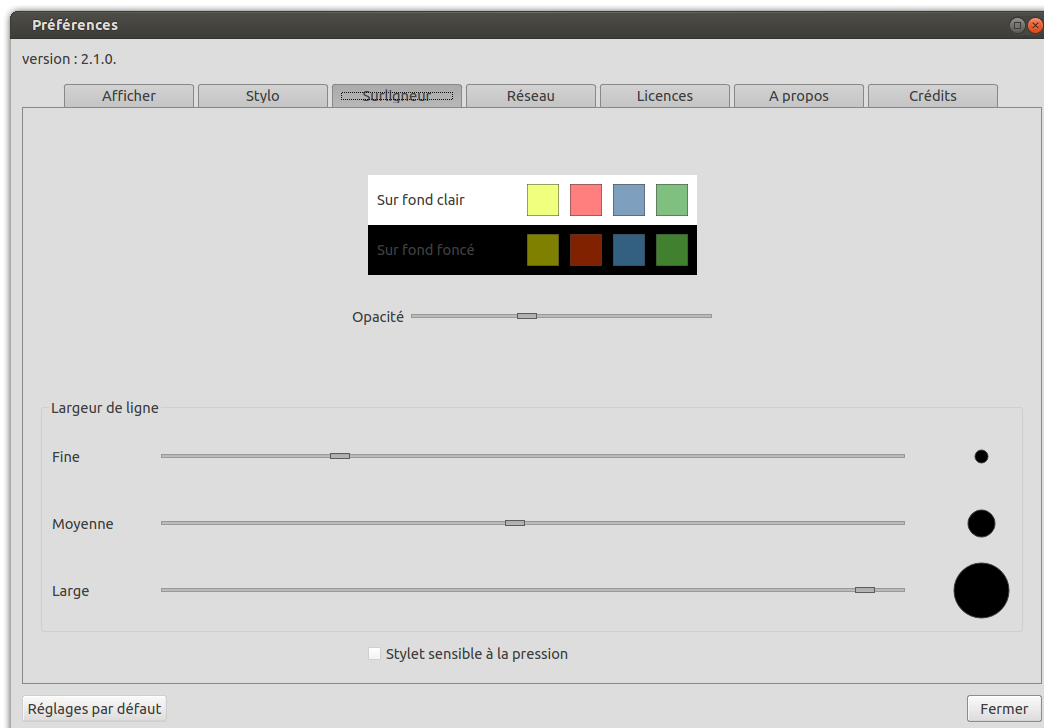 Préférences
version : 2.1.0.
Afficher Stylo Surligneur Réseau Licences A propos Crédits
Sur fond clair
Sur fond foncé
Opacité
Largeur de ligne
Fine
Moyenne
Large
Stylet sensible à la pression
Réglages par défaut Fermer